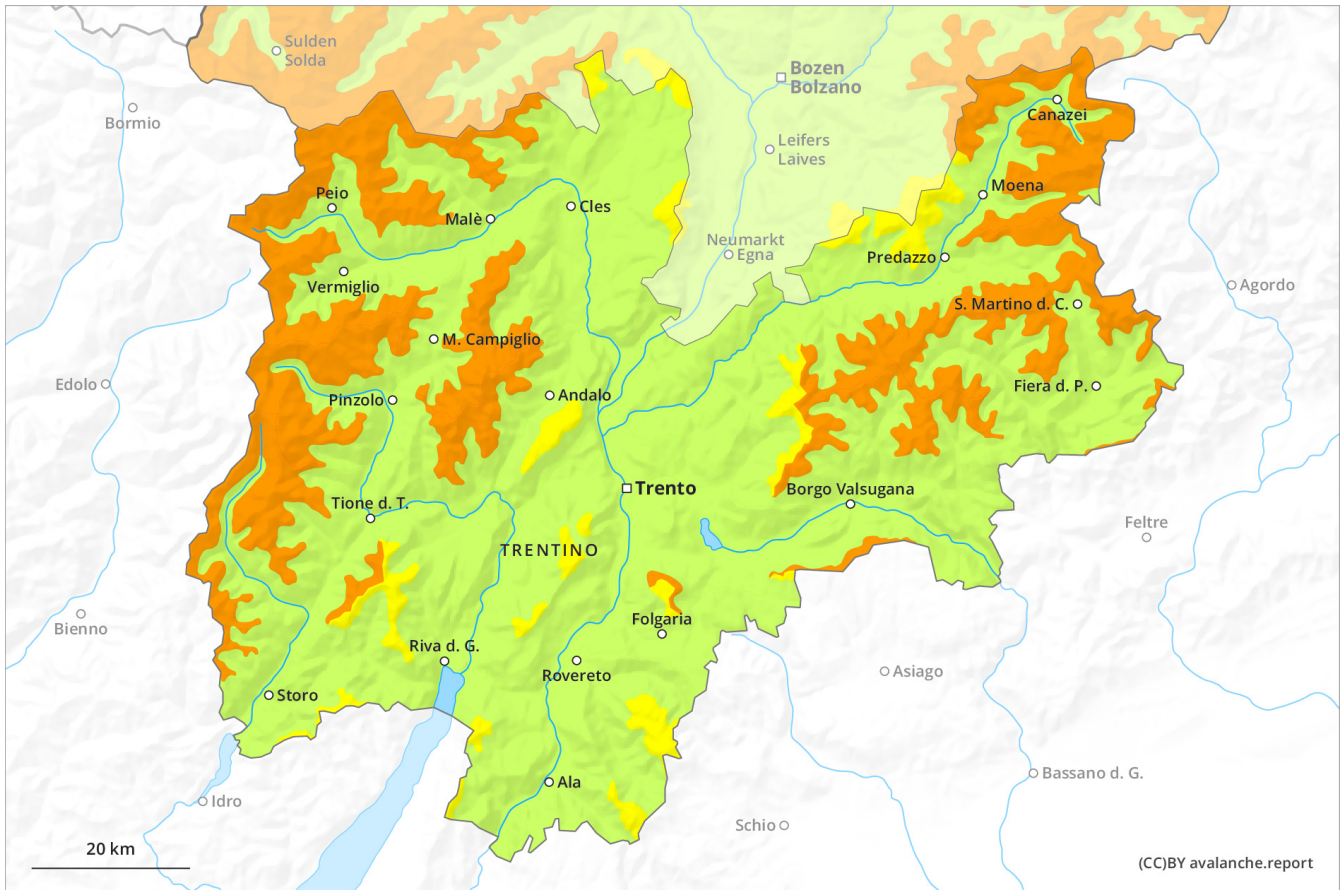 Sulden
Solda
Bozen
Bolzano
Bormio
Canazei
Leifers
Laives
Peio
Moena
Malè
Cles
Neumarkt
Egna
Predazzo
Vermiglio
Agordo
S. Martino d. C.
M. Campiglio
Edolo
Fiera d. P.
Andalo
Pinzolo
Trento
Borgo Valsugana
Tione d. T.
Feltre
TRENTINO
Bienno
Folgaria
Riva d. G.
Asiago
Rovereto
Storo
Bassano d. G.
Ala
Idro
Schio
20 km
(CC)BY avalanche.report